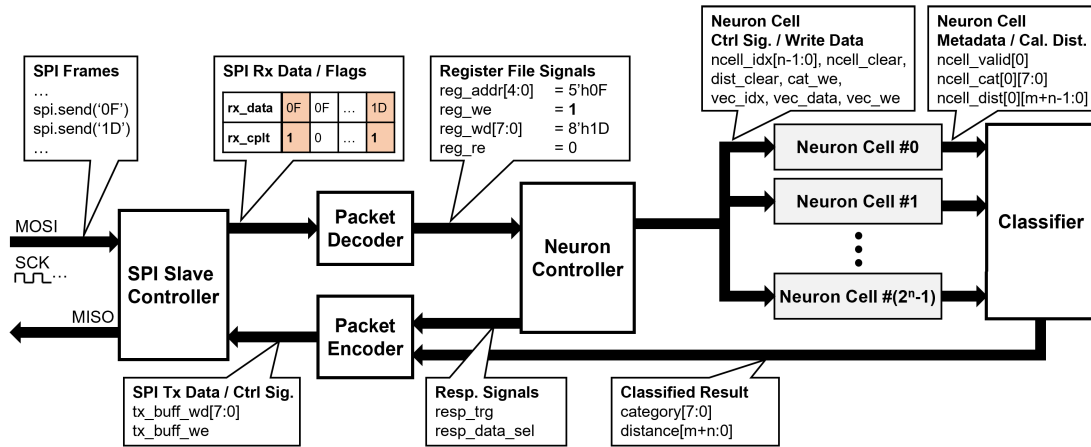 SPI Frames
…
spi.send(‘0F’)
spi.send(‘1D’)
…
SPI Rx Data / Flags
rx_data 0F 0F … 1D
rx_cplt 1 0 … 1
Register File Signals
reg_addr[4:0] = 5'h0F
reg_we = 1
reg_wd[7:0] = 8'h1D
reg_re = 0
Neuron Cell
Ctrl Sig. / Write Data
ncell_idx[n-1:0], ncell_clear,
dist_clear, cat_we,
vec_idx, vec_data, vec_we
Neuron Cell
Metadata / Cal. Dist.
ncell_valid[0]
ncell_cat[0][7:0]
ncell_dist[0][m+n-1:0]
MOSI
SCK
…
MISO
SPI Slave
Controller
Packet
Decoder
Packet
Encoder
Neuron
Controller
Neuron Cell #0
Neuron Cell #1
Neuron Cell #(2ⁿ-1)
Classifier
SPI Tx Data / Ctrl Sig.
tx_buff_wd[7:0]
tx_buff_we
Resp. Signals
resp_trg
resp_data_sel
Classified Result
category[7:0]
distance[m+n:0]